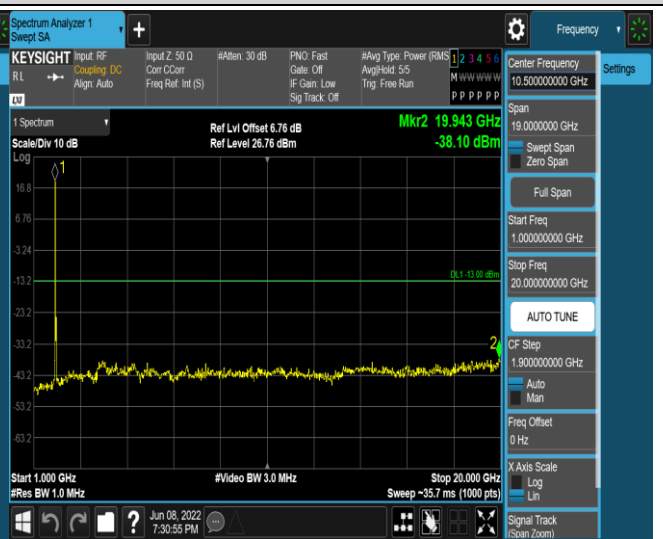 Spectrum Analyzer 1
Swept SA
+
Frequency
KEYSIGHT
RL
LXI
Input: RF
Coupling: DC
Align: Auto
Input Z: 50 Ω
Corr CCorr
Freq Ref: Int (S)
#Atten: 30 dB
PNO: Fast
Gate: Off
IF Gain: Low
Sig Track: Off
#Avg Type: Power (RMS
Avg|Hold: 5/5
Trig: Free Run
1 2 3 4 5 6
M W W W W W
P P P P P P
1 Spectrum
Scale/Div 10 dB
Log
Ref Lvl Offset 6.76 dB
Ref Level 26.76 dBm
Mkr2 19.943 GHz
-38.10 dBm
1
16.8
6.76
-3.24
-13.2
DL1 -13.00 dBm
-23.2
-33.2
2
-43.2
-53.2
-63.2
Start 1.000 GHz
#Res BW 1.0 MHz
#Video BW 3.0 MHz
Stop 20.000 GHz
Sweep ~35.7 ms (1000 pts)
?
Jun 08, 2022
7:30:55 PM
Center Frequency
10.500000000 GHz
Settings
Span
19.0000000 GHz
Swept Span
Zero Span
Full Span
Start Freq
1.000000000 GHz
Stop Freq
20.000000000 GHz
AUTO TUNE
CF Step
1.900000000 GHz
Auto
Man
Freq Offset
0 Hz
X Axis Scale
Log
Lin
Signal Track
(Span Zoom)